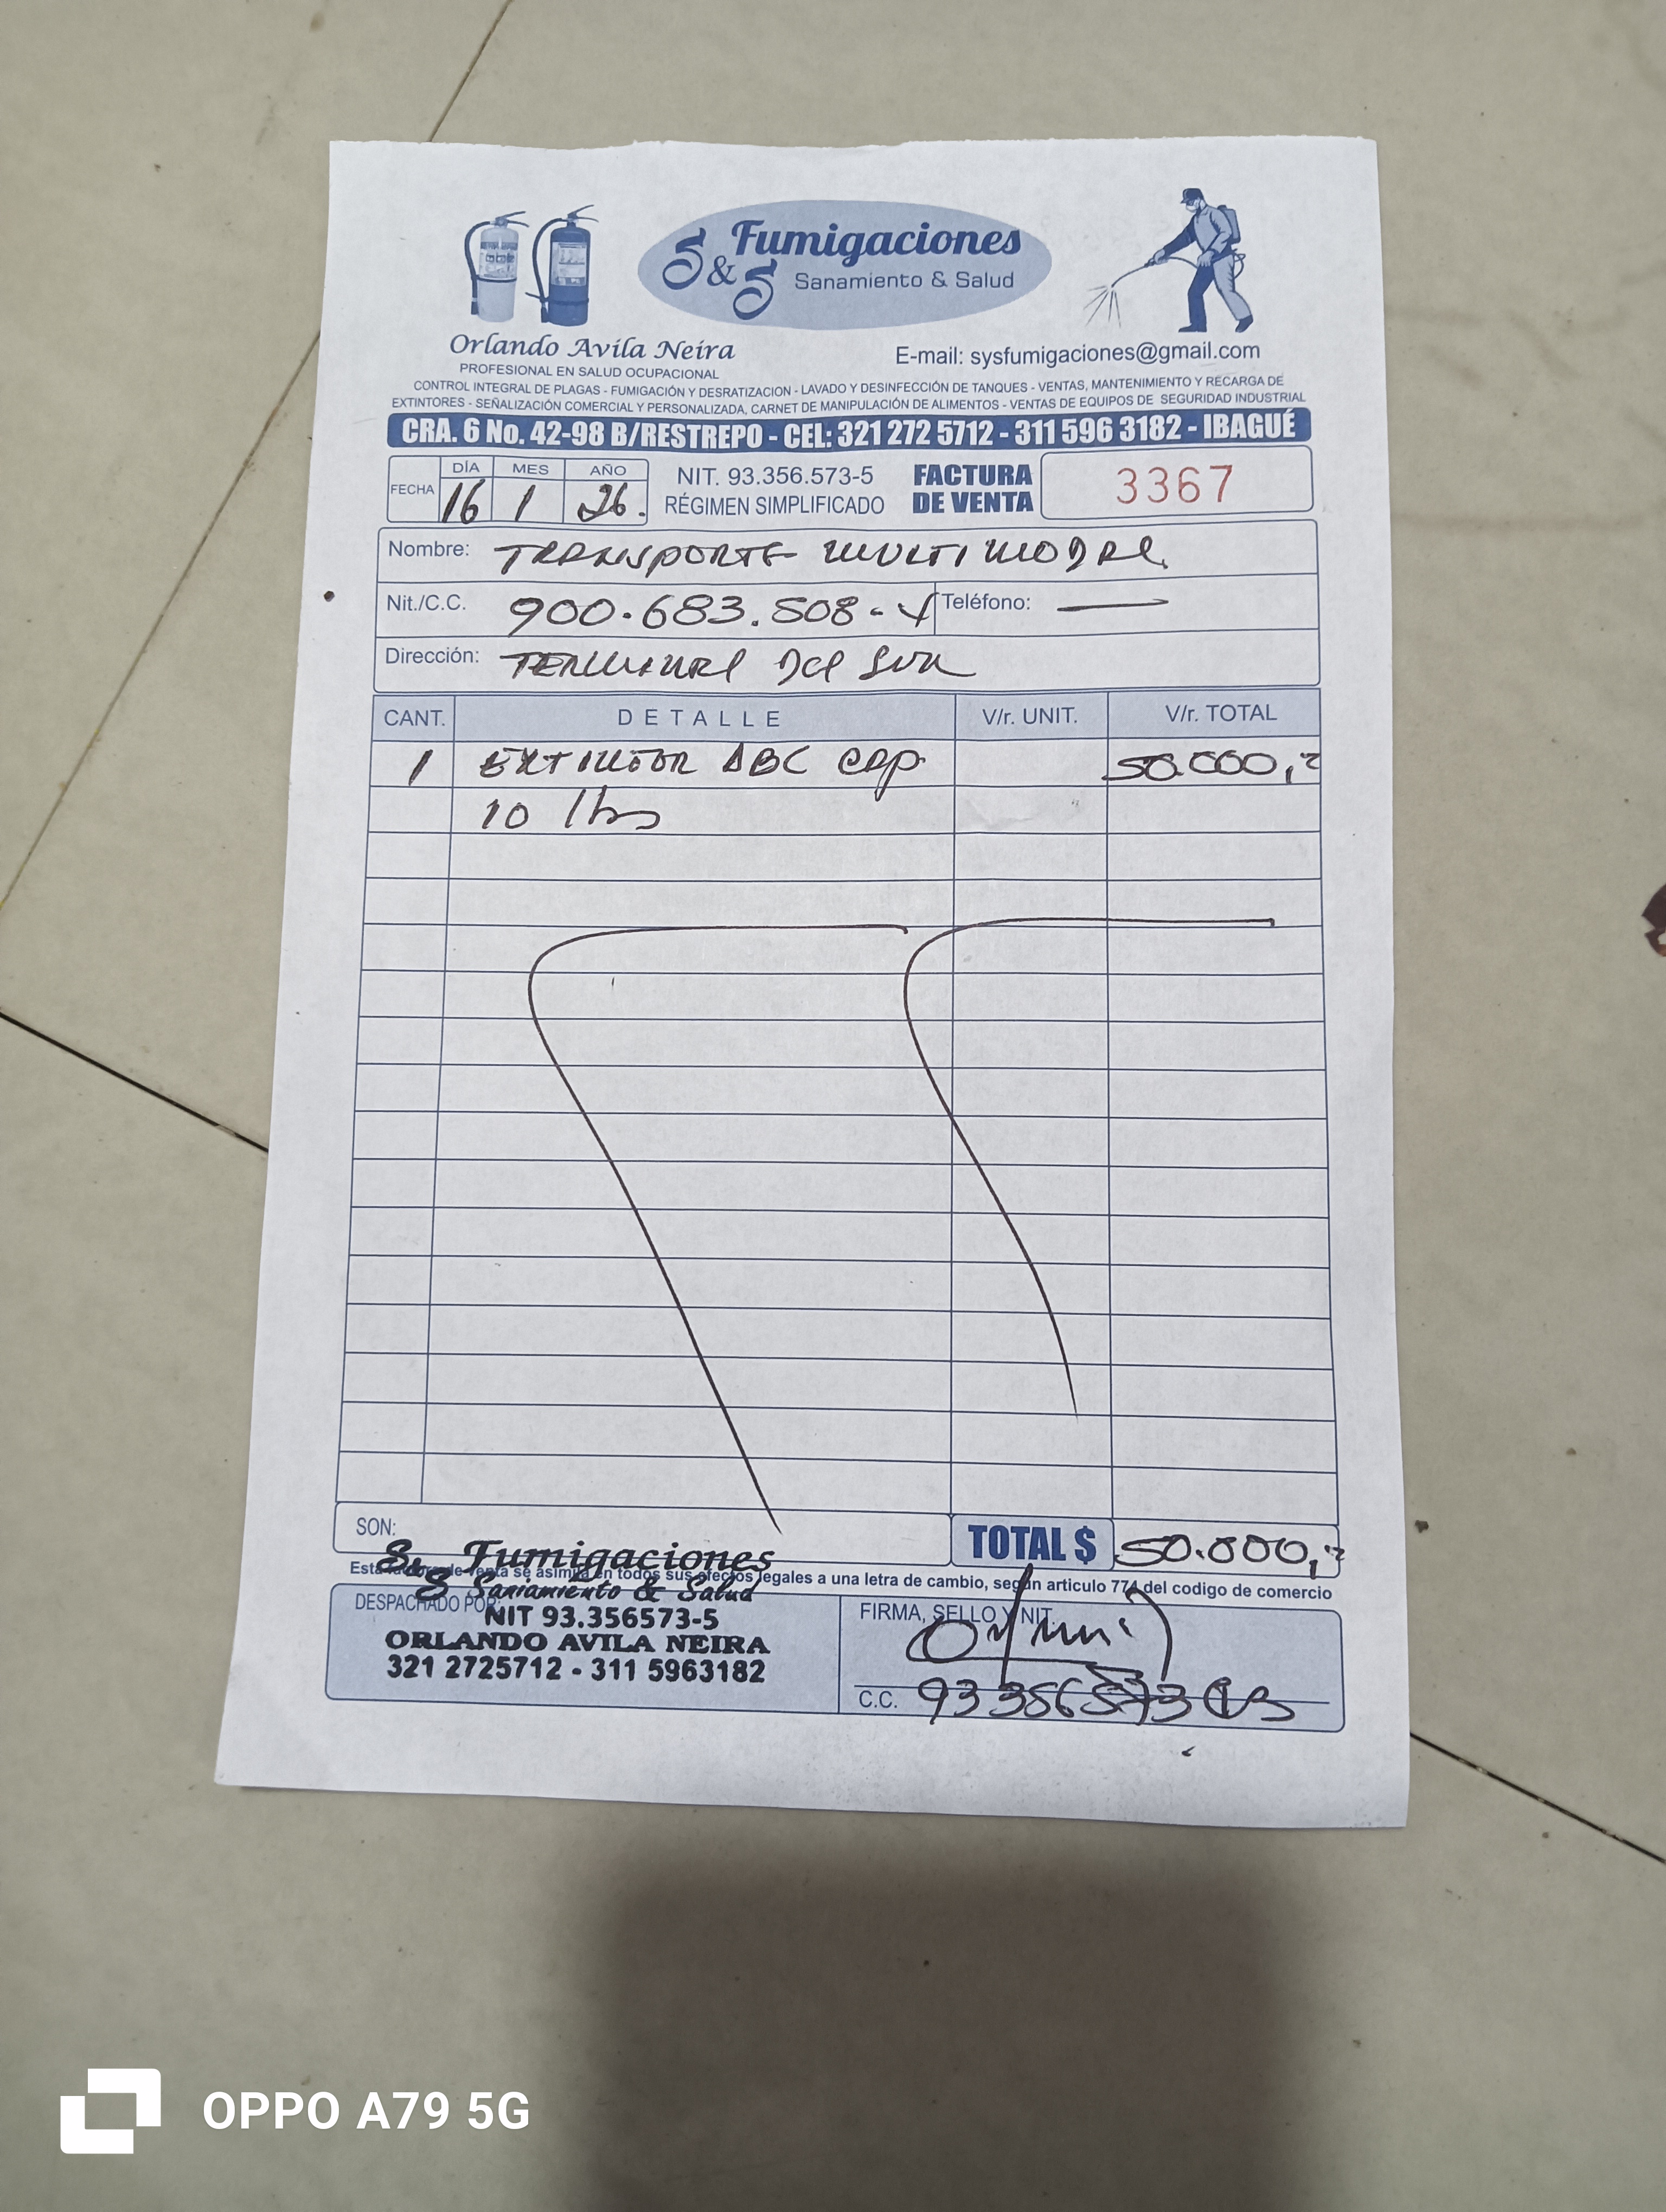 S&S Fumigaciones
Sanamiento & Salud
Orlando Avila Neira
PROFESIONAL EN SALUD OCUPACIONAL
E-mail: sysfumigaciones@gmail.com
CONTROL INTEGRAL DE PLAGAS - FUMIGACIÓN Y DESRATIZACION - LAVADO Y DESINFECCIÓN DE TANQUES - VENTAS, MANTENIMIENTO Y RECARGA DE
EXTINTORES - SEÑALIZACIÓN COMERCIAL Y PERSONALIZADA, CARNET DE MANIPULACIÓN DE ALIMENTOS - VENTAS DE EQUIPOS DE SEGURIDAD INDUSTRIAL
CRA. 6 No. 42-98 B/RESTREPO - CEL: 321 272 5712 - 311 596 3182 - IBAGUÉ
FECHA DÍA MES AÑO
16 1 26.
NIT. 93.356.573-5
RÉGIMEN SIMPLIFICADO
FACTURA
DE VENTA
3367
Nombre: TRANSPORTE MULTIMODAL
Nit./C.C. 900.683.508- Teléfono: —
Dirección: TERMINAL Del SUR
CANT. DETALLE V/r. UNIT. V/r. TOTAL
1 EXTINTOR ABC CAP. 50.000,
10 lbs
SON:
TOTAL $ 50.000,
Esta factura de venta se asimila en todos sus efectos legales a una letra de cambio, según articulo 774 del codigo de comercio
DESPACHADO POR:
S&S Fumigaciones
Saniamiento & Salud
NIT 93.356573-5
ORLANDO AVILA NEIRA
321 2725712 - 311 5963182
FIRMA, SELLO Y NIT.
C.C. 93356573
OPPO A79 5G